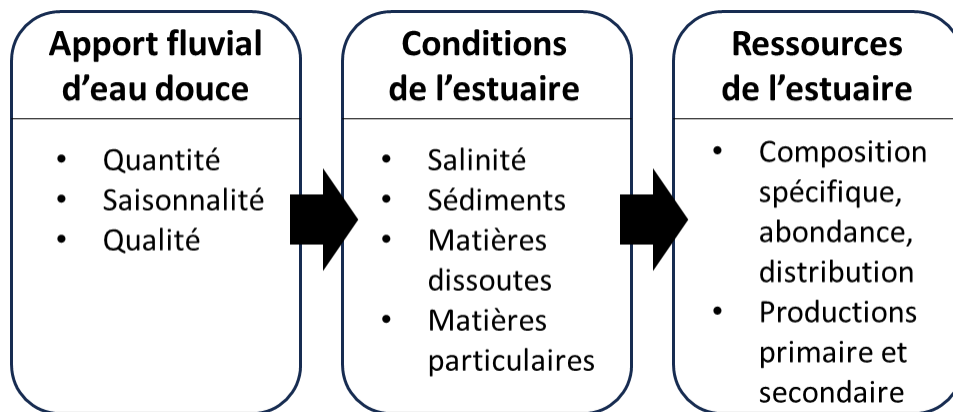 Apport fluvial
d'eau douce
• Quantité
• Saisonnalité
• Qualité
Conditions
de l'estuaire
• Salinité
• Sédiments
• Matières
dissoutes
• Matières
particulaires
Ressources
de l'estuaire
• Composition
spécifique,
abondance,
distribution
• Productions
primaire et
secondaire